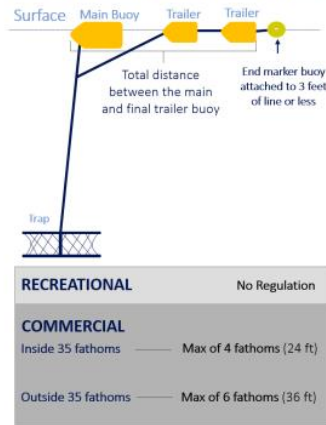 Surface Main Buoy Trailer Trailer
Total distance
between the main
and final trailer buoy
End marker buoy
attached to 3 feet
of line or less
Trap
RECREATIONAL No Regulation
COMMERCIAL
Inside 35 fathoms Max of 4 fathoms (24 ft)
Outside 35 fathoms Max of 6 fathoms (36 ft)